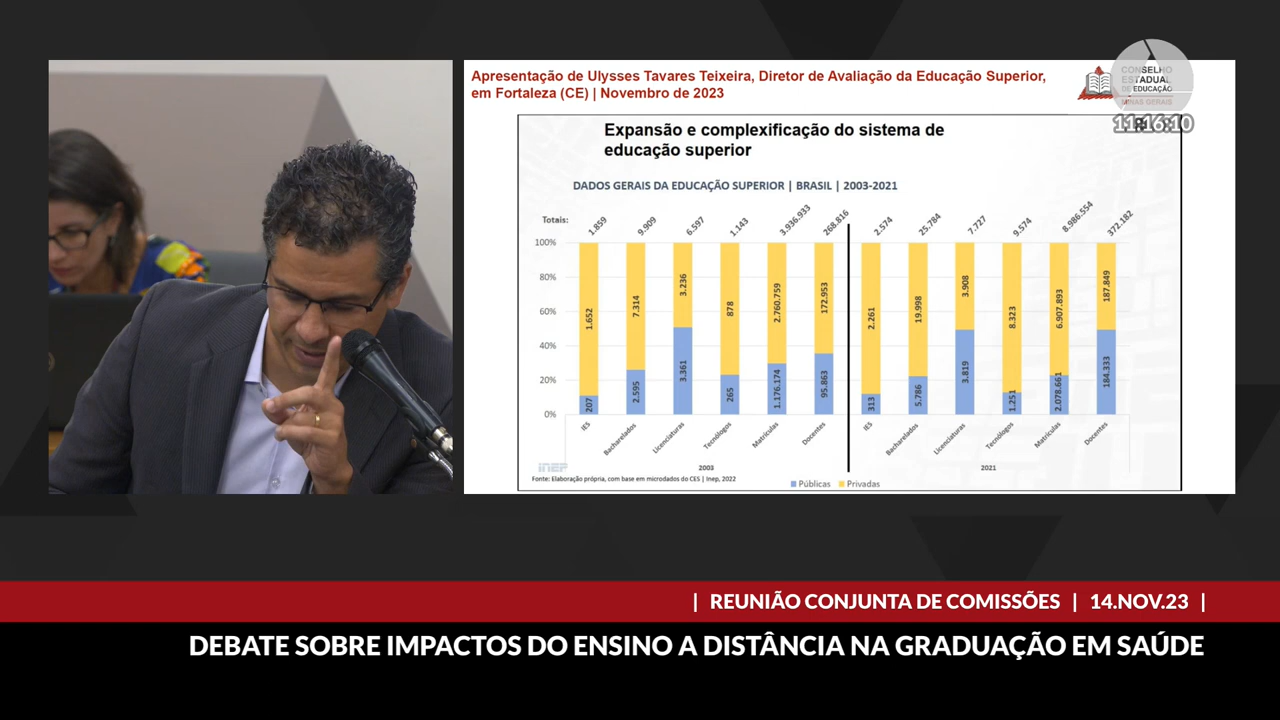 Apresentação de Ulysses Tavares Teixeira, Diretor de Avaliação da Educação Superior,
em Fortaleza (CE) | Novembro de 2023
CONSELHO
ESTADUAL
DE EDUCAÇÃO
MINAS GERAIS
11:16:10
Expansão e complexificação do sistema de
educação superior
DADOS GERAIS DA EDUCAÇÃO SUPERIOR | BRASIL | 2003-2021
Totais:
1.859
9.909
6.597
1.143
3.936.933
268.816
2.574
25.784
7.727
9.574
8.986.554
372.182
100%
80%
60%
40%
20%
0%
1.652
7.314
3.236
878
2.760.759
172.953
2.261
19.998
3.908
8.323
6.907.893
187.849
207
2.595
3.361
265
1.176.174
95.863
313
5.786
3.819
1.251
2.078.661
184.333
IES
Bacharelados
Licenciaturas
Tecnólogos
Matrículas
Docentes
IES
Bacharelados
Licenciaturas
Tecnólogos
Matrículas
Docentes
2003
2021
INEP
Fonte: Elaboração própria, com base em microdados do CES | Inep, 2022
Públicas
Privadas
| REUNIÃO CONJUNTA DE COMISSÕES | 14.NOV.23 |
DEBATE SOBRE IMPACTOS DO ENSINO A DISTÂNCIA NA GRADUAÇÃO EM SAÚDE